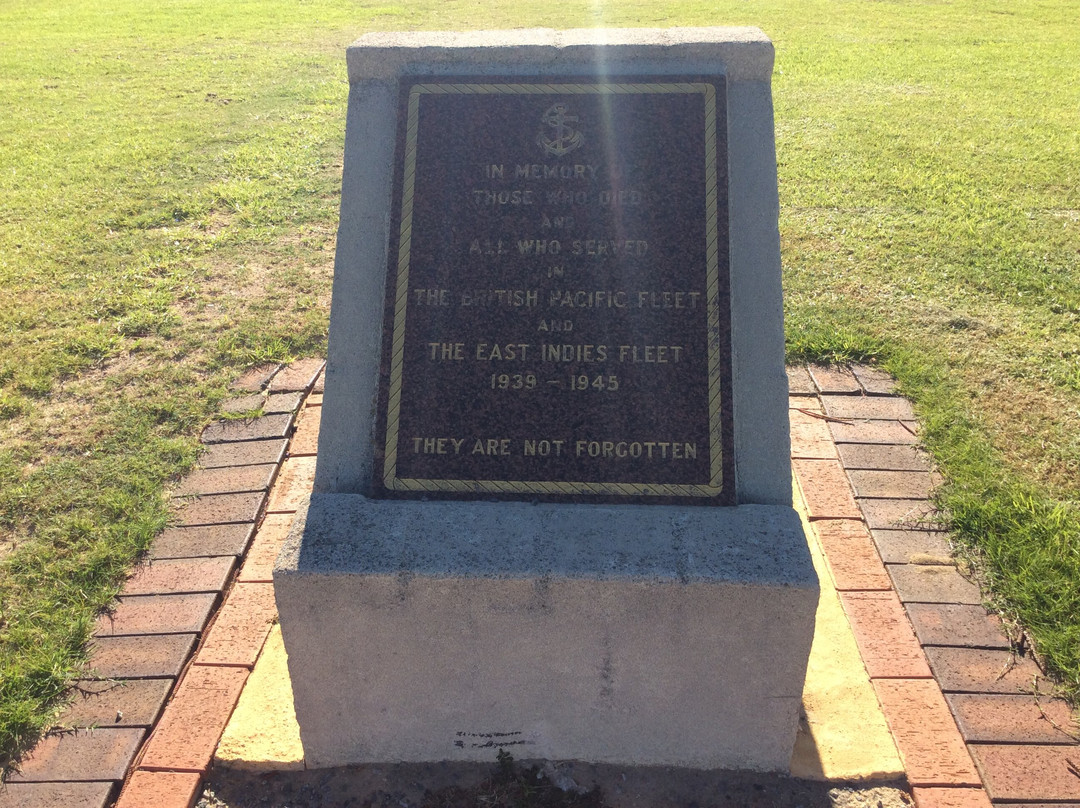 IN MEMORY OF
THOSE WHO DIED
AND
ALL WHO SERVED
IN
THE BRITISH PACIFIC FLEET
AND
THE EAST INDIES FLEET
1939 - 1945
THEY ARE NOT FORGOTTEN